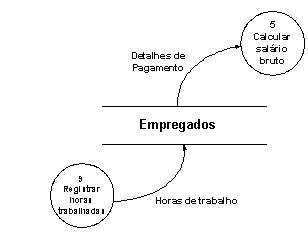 5
Calcular
salário
bruto
Detalhes de
Pagamento
Empregados
9
Registrar
horas
trabalhadas
Horas de trabalho